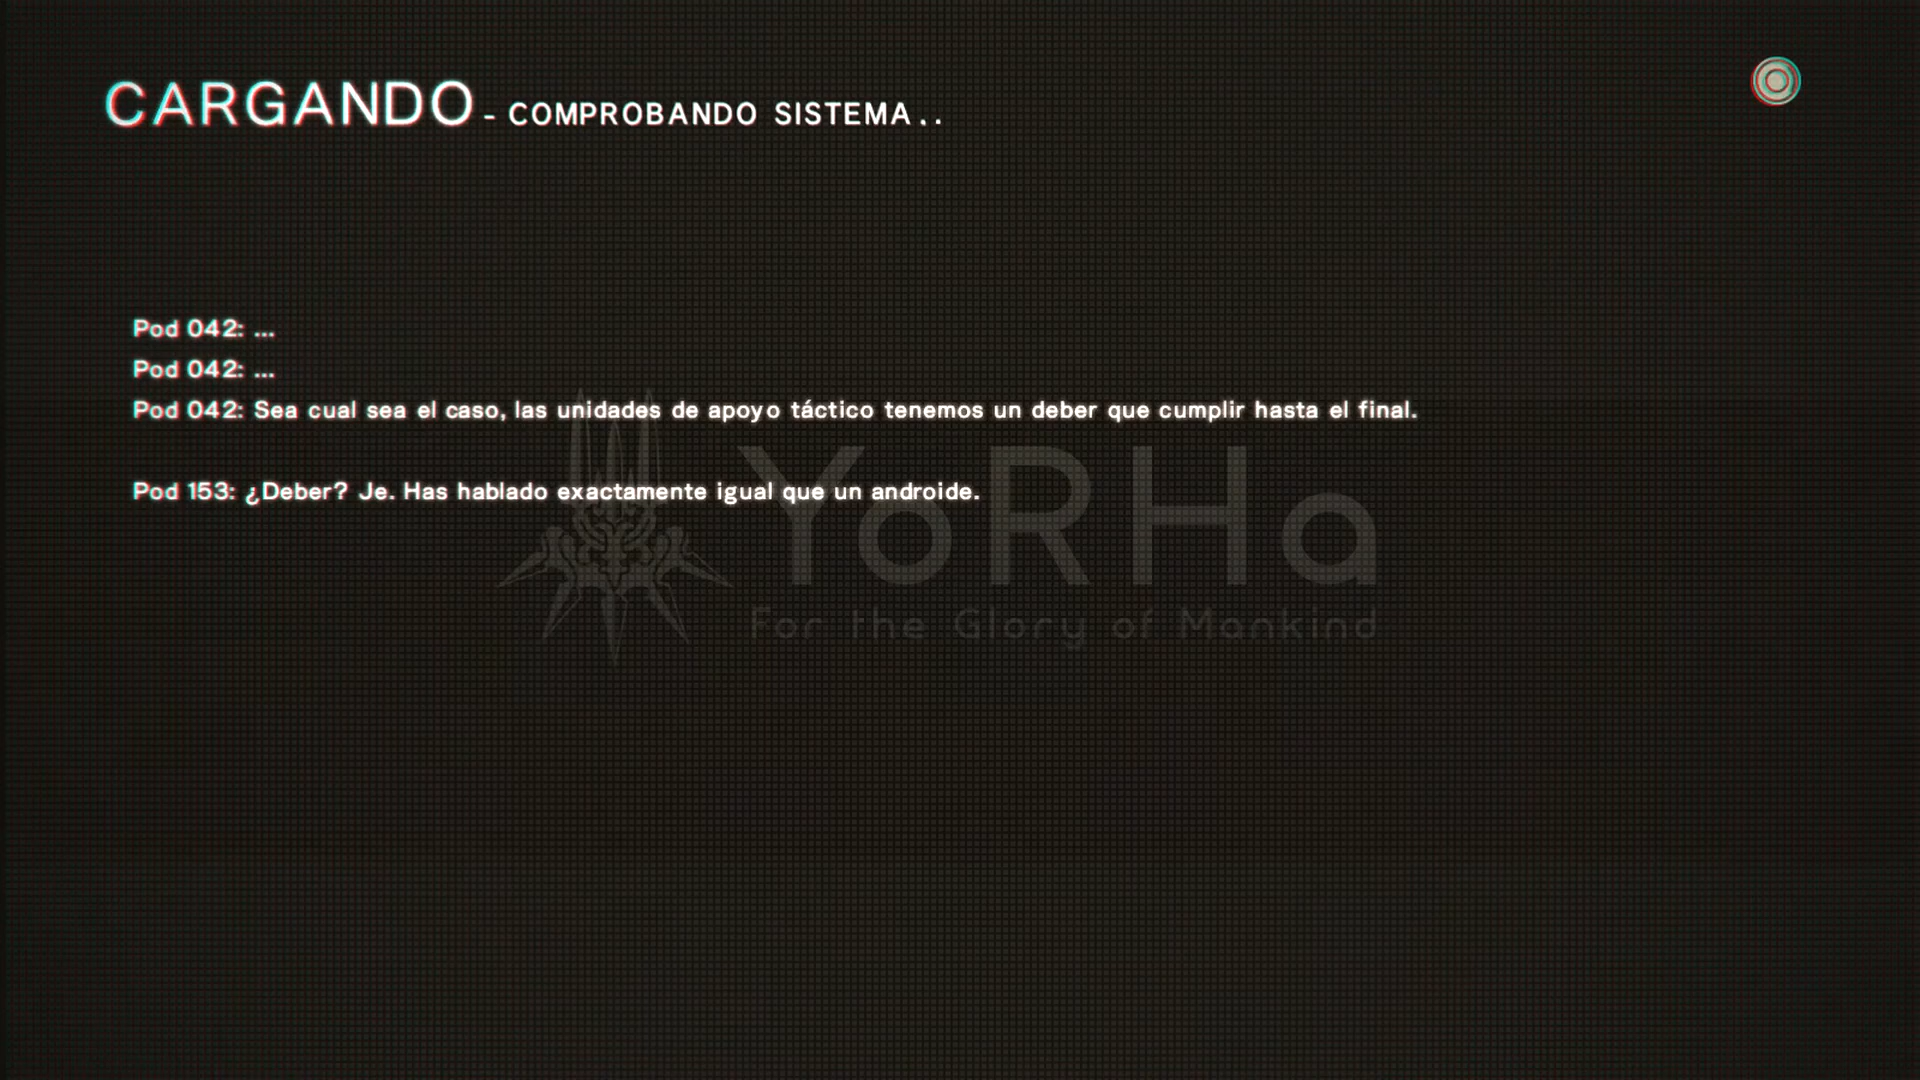 CARGANDO - COMPROBANDO SISTEMA..
Pod 042: ...
Pod 042: ...
Pod 042: Sea cual sea el caso, las unidades de apoyo táctico tenemos un deber que cumplir hasta el final.
Pod 153: ¿Deber? Je. Has hablado exactamente igual que un androide.
YoRHa
For the Glory of Mankind